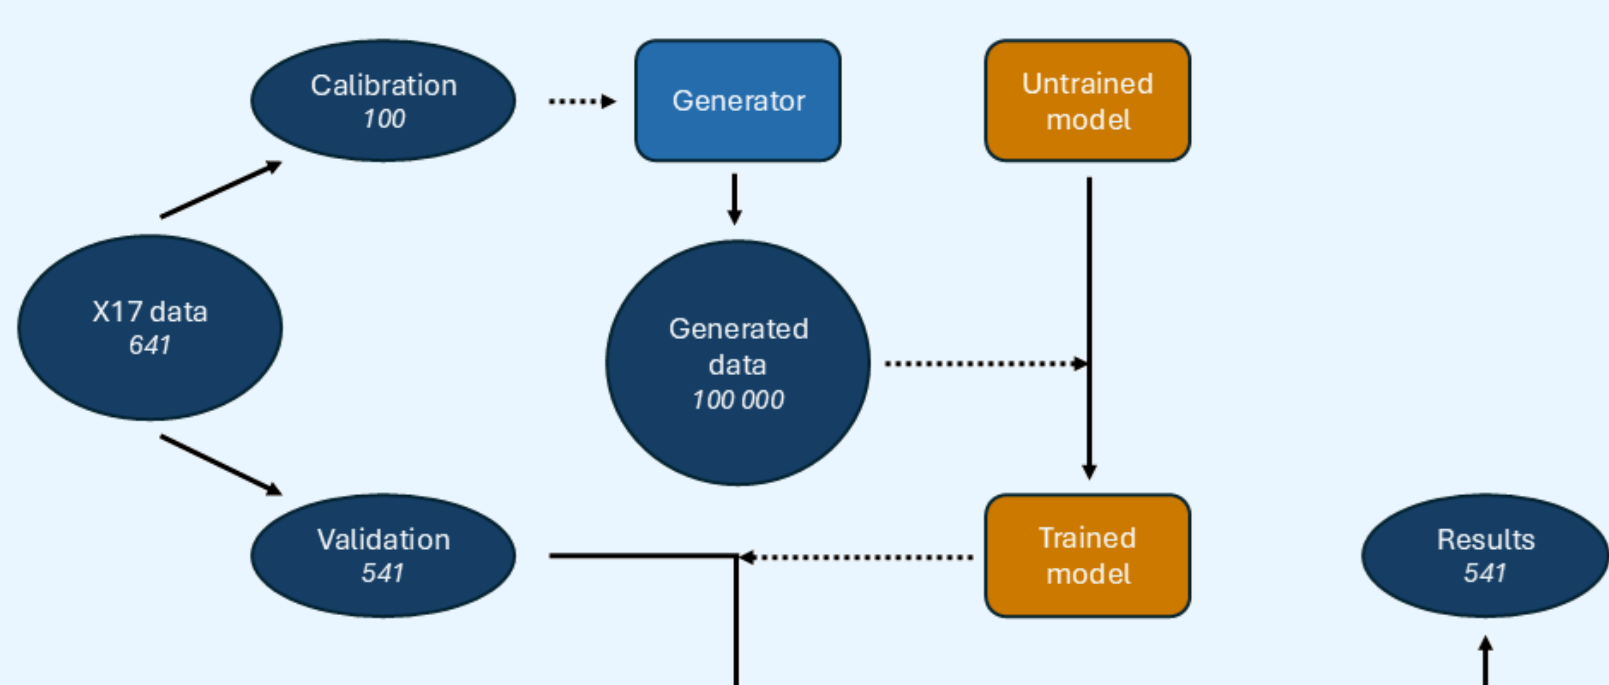 Calibration
100
Generator
Untrained
model
X17 data
641
Generated
data
100 000
Validation
541
Trained
model
Results
541